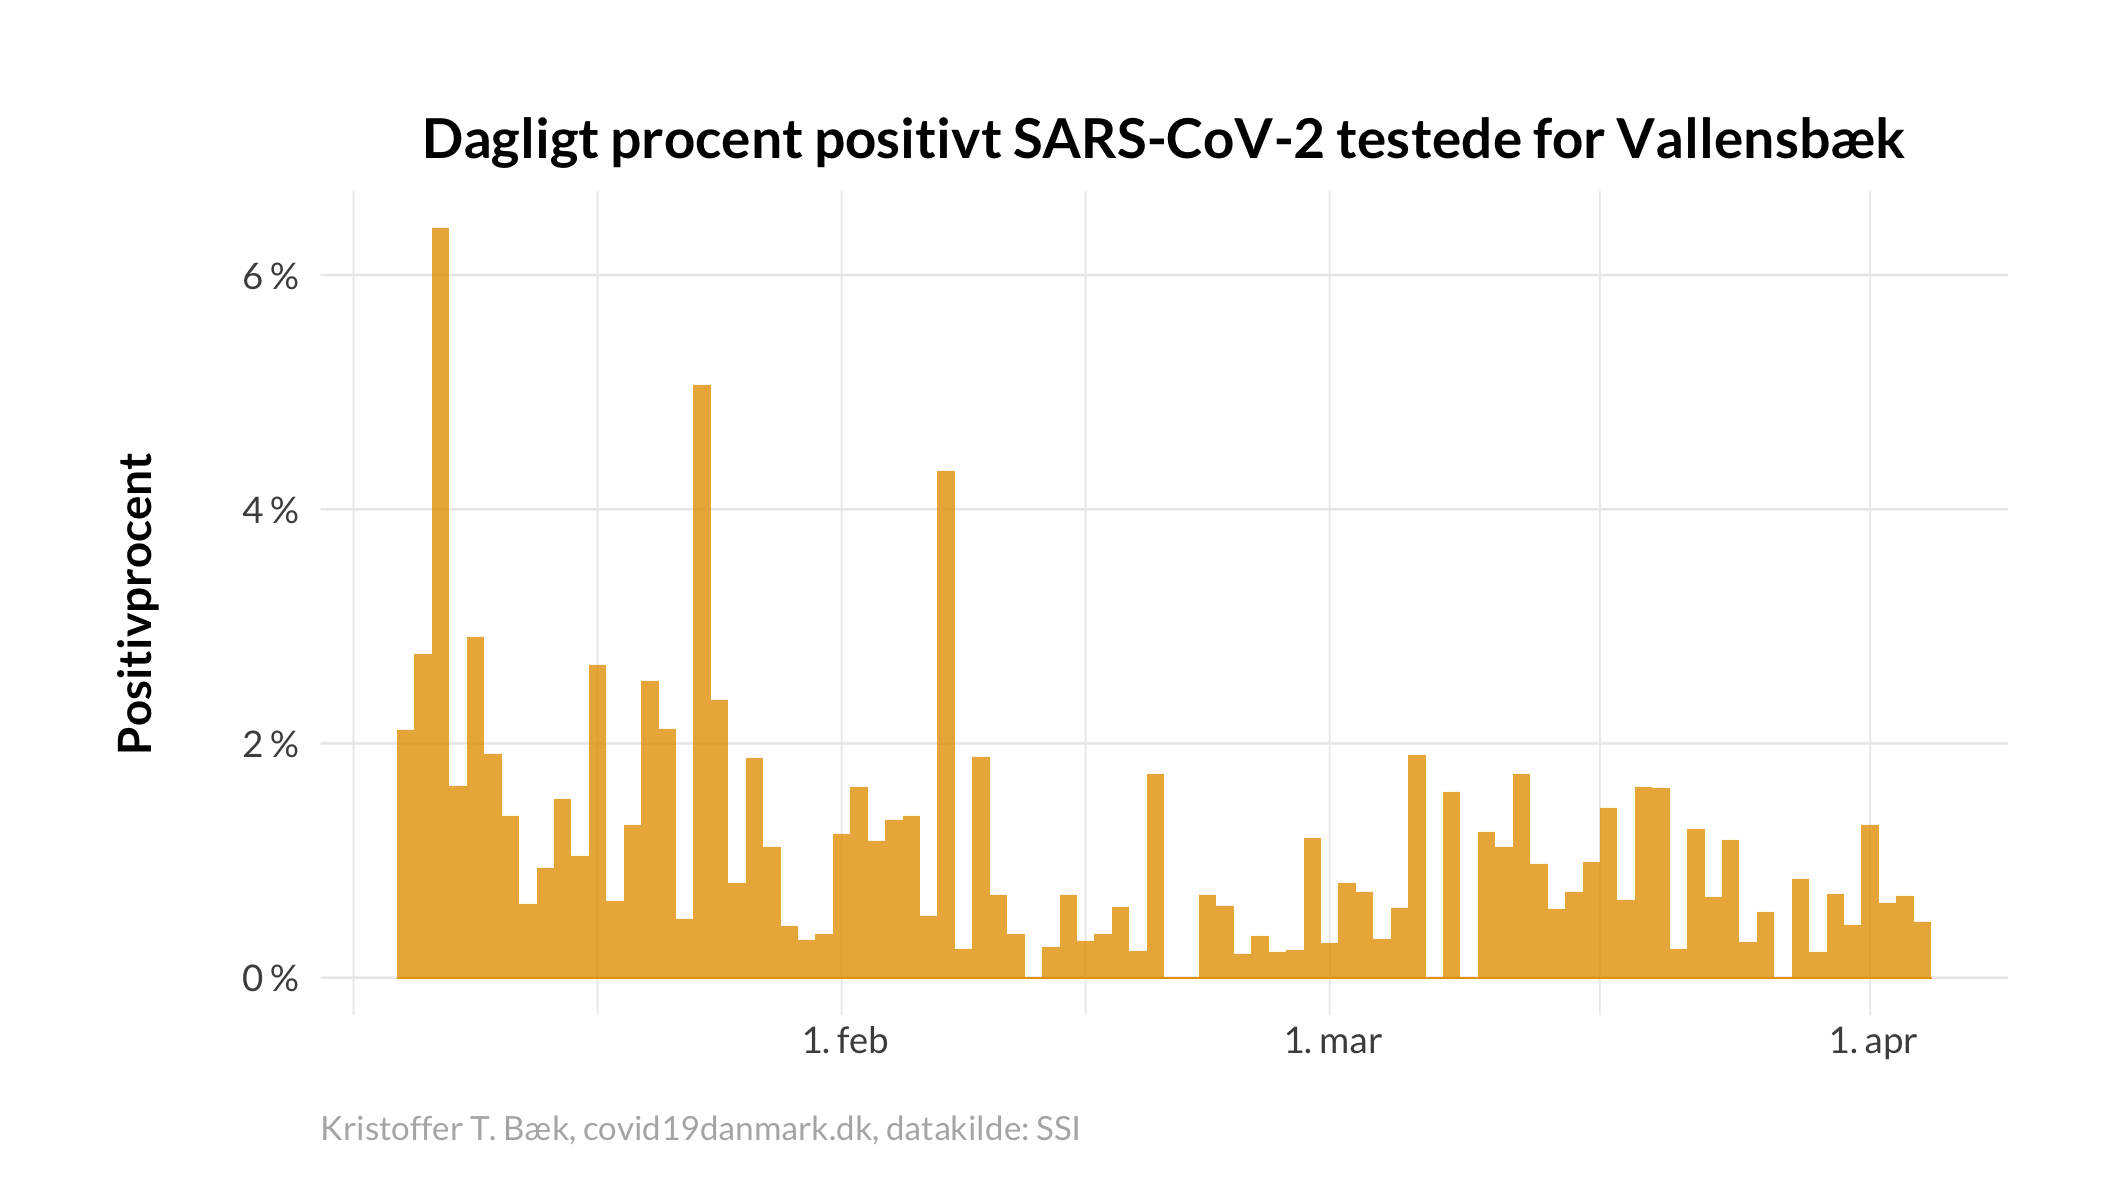 Dagligt procent positivt SARS-CoV-2 testede for Vallensbæk
Positivprocent
6 %
4 %
2 %
0 %
1. feb
1. mar
1. apr
Kristoffer T. Bæk, covid19danmark.dk, datakilde: SSI